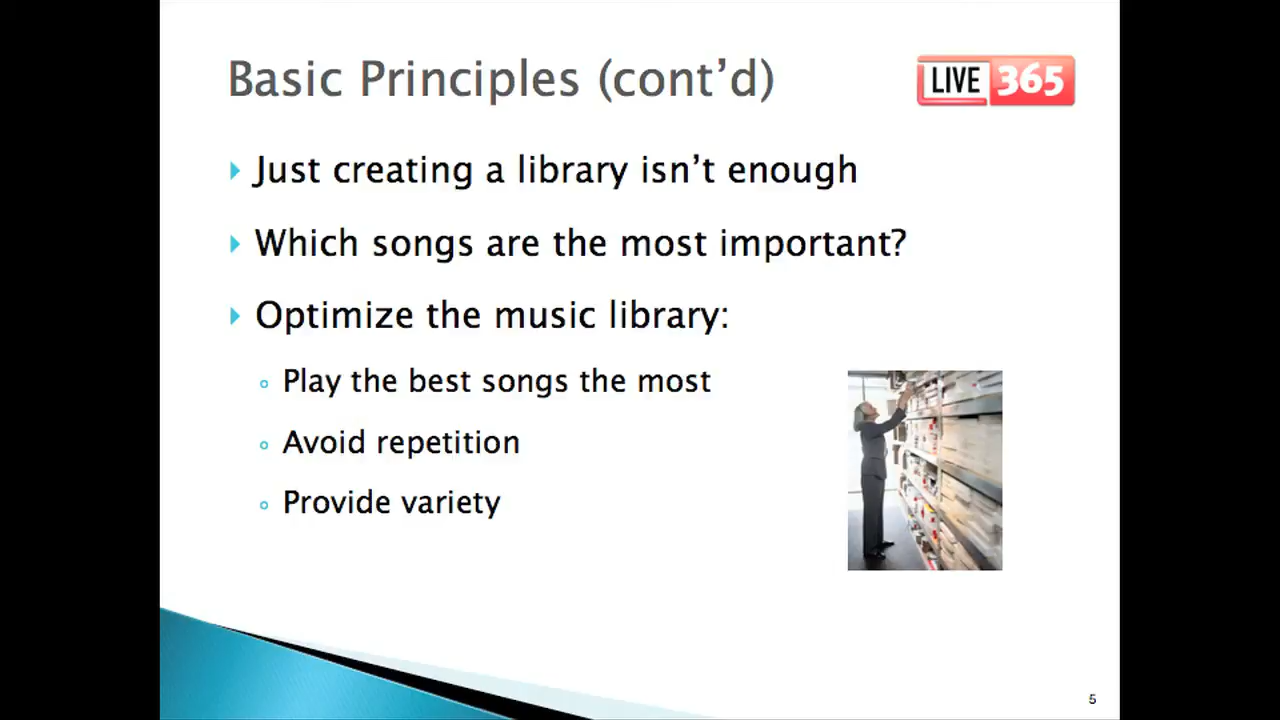 Basic Principles (cont’d)
LIVE 365
Just creating a library isn’t enough
Which songs are the most important?
Optimize the music library:
Play the best songs the most
Avoid repetition
Provide variety
5